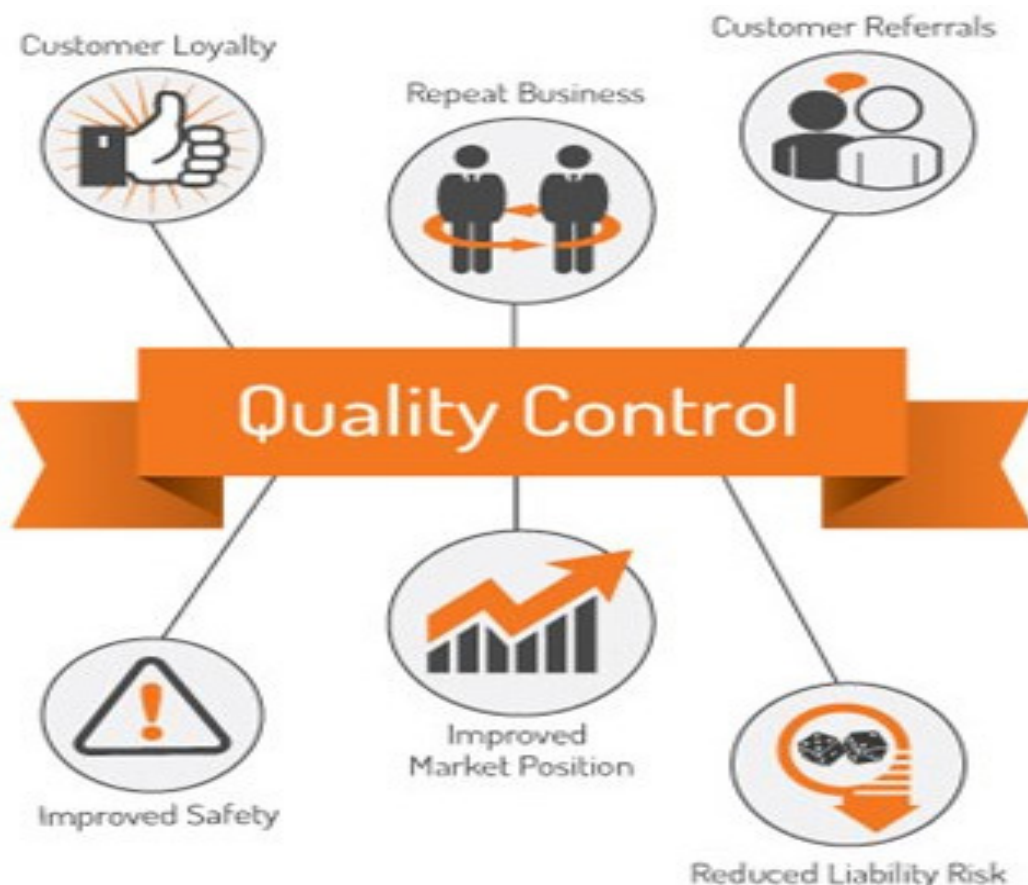 Customer Loyalty
Repeat Business
Customer Referrals
Quality Control
Improved Safety
Improved
Market Position
Reduced Liability Risk